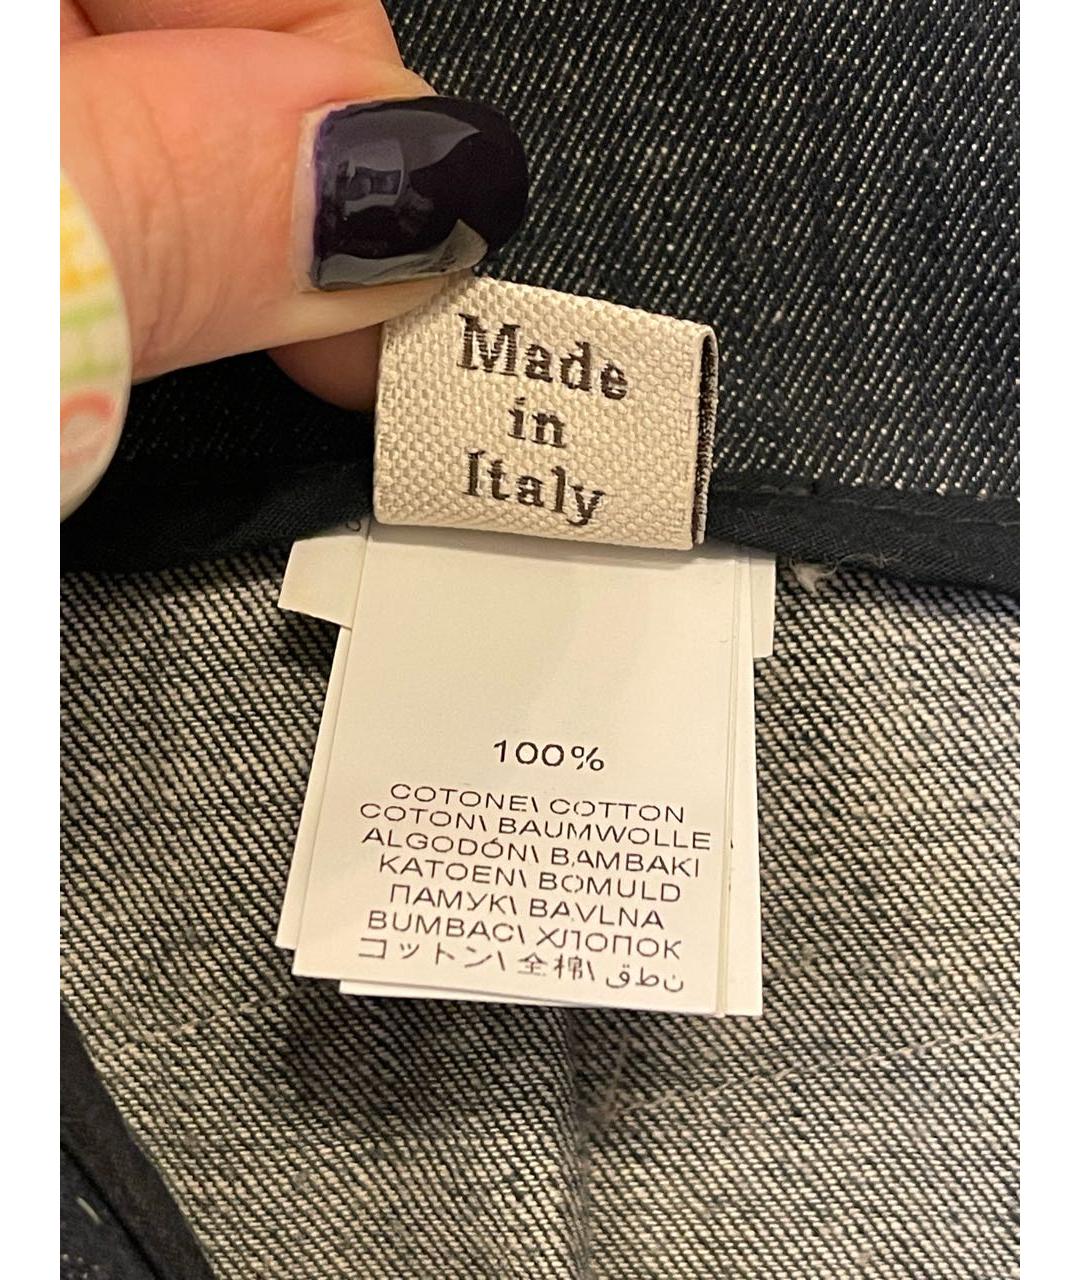 Made
in
Italy
100%
COTONE\ COTTON
COTON\ BAUMWOLLE
ALGODÓN\ BAMBAKI
KATOEN\ BOMULD
ПАМУК\ BAVLNA
BUMBAC\ ХЛОПОК
コットン\ 全棉\ ن ط ق